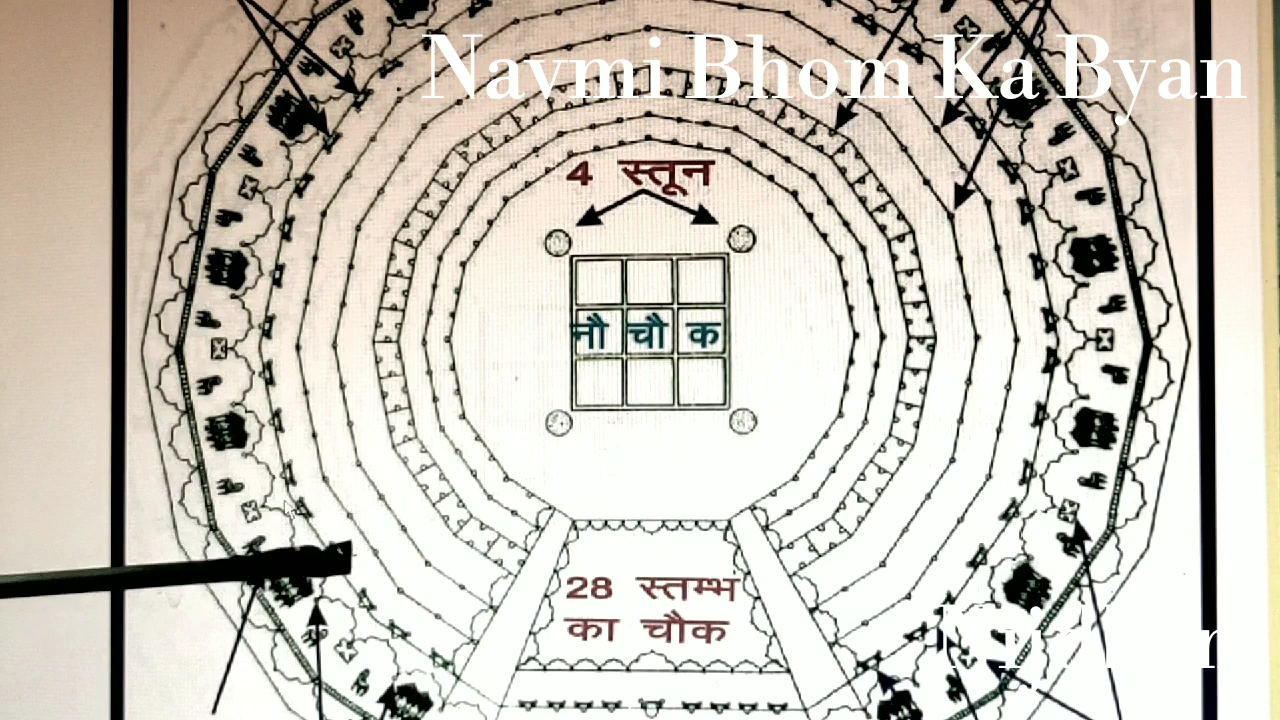 Navmi Bhom Ka Byan
4 स्तून
नौ चौ क
28 स्तम्भ
का चौक